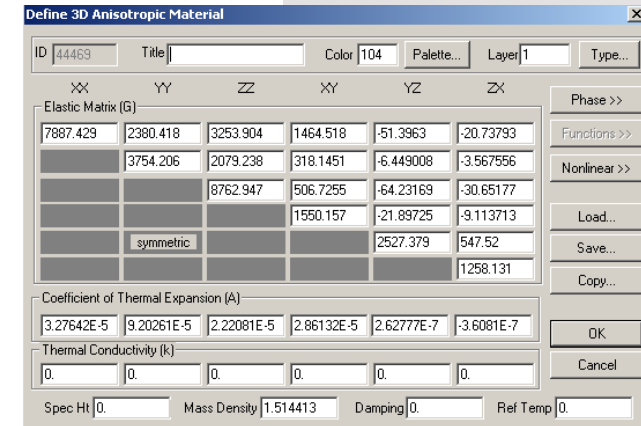 Define 3D Anisotropic Material
ID 44469 Title Color 104 Palette... Layer 1 Type...
XX YY ZZ XY YZ ZX
Phase >>
Elastic Matrix (G)
7887.429 2380.418 3253.904 1464.518 -51.3963 -20.73793
Functions >>
3754.206 2079.238 318.1451 -6.449008 -3.567556
Nonlinear >>
8762.947 506.7255 -64.23169 -30.65177
1550.157 -21.89725 -9.113713
Load...
symmetric 2527.379 547.52
Save...
1258.131
Copy...
Coefficient of Thermal Expansion (A)
3.27642E-5 9.20261E-5 2.22081E-5 2.86132E-5 2.62777E-7 -3.6081E-7
OK
Thermal Conductivity (k)
Cancel
0. 0. 0. 0. 0. 0.
Spec Ht 0. Mass Density 1.514413 Damping 0. Ref Temp 0.